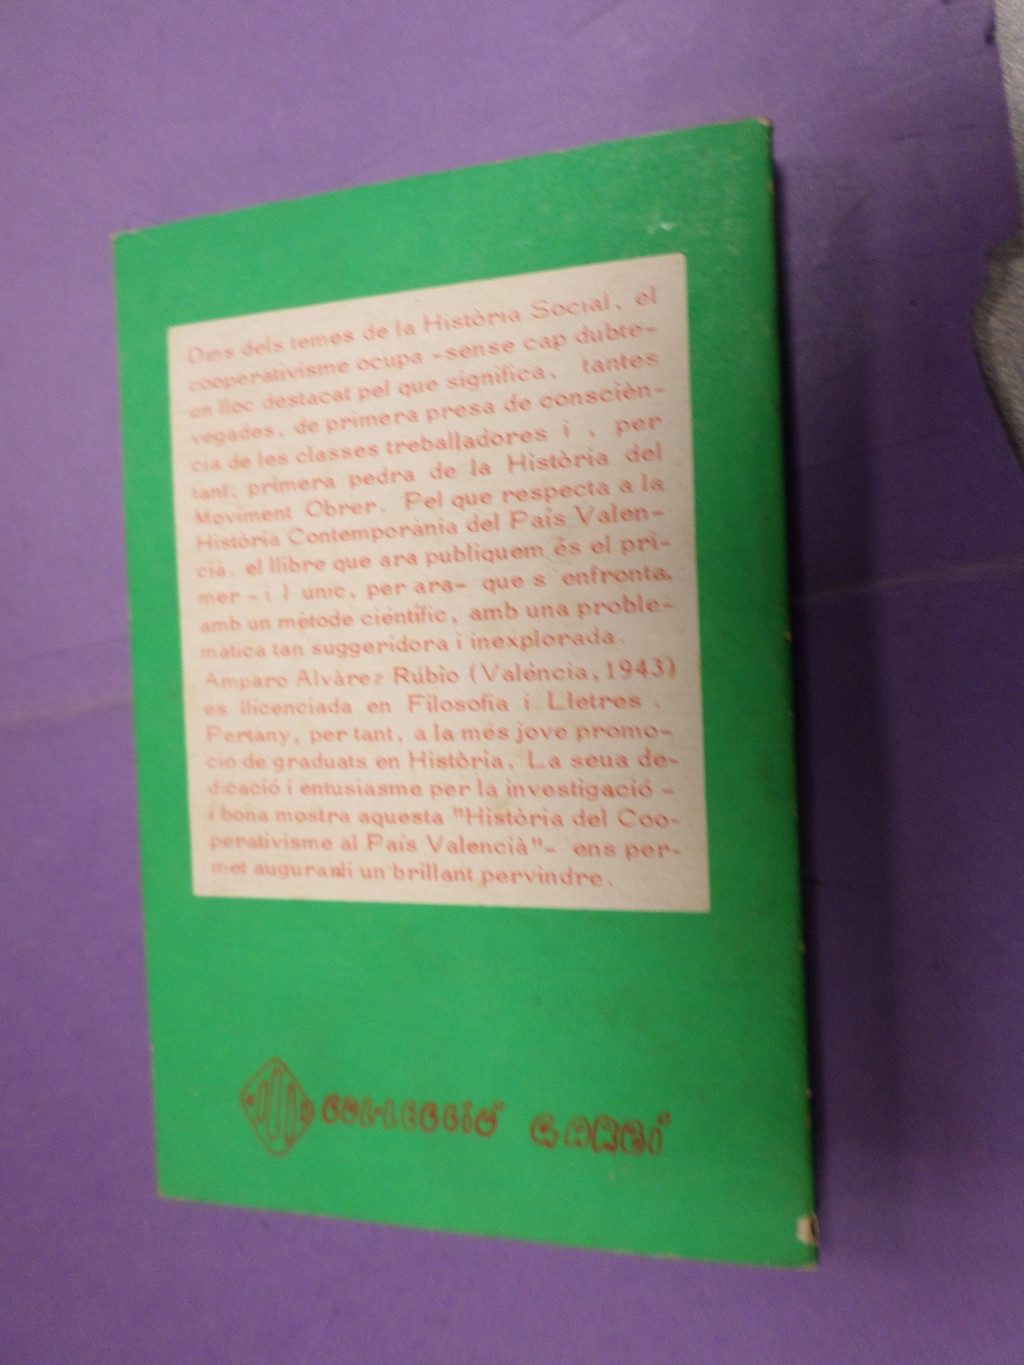 Dins dels temes de la Història Social, el
cooperativisme ocupa -sense cap dubte-
un lloc destacat pel que significa, tantes
vegades, de primera presa de conscièn-
cia de les classes treballadores i , per
tant, primera pedra de la Història del
Moviment Obrer. Pel que respecta a la
Història Contemporània del País Valen-
cià, el llibre que ara publiquem és el pri-
mer - i l únic, per ara- que s enfronta,
amb un mètode científic, amb una proble-
màtica tan suggeridora i inexplorada.
Amparo Alvàrez Rúbio (Valéncia, 1943)
és llicenciada en Filosofia i Lletres .
Pertany, per tant, a la més jove promo-
ció de graduats en Història. La seua de-
dicació i entusiasme per la investigació -
i bona mostra aquesta "Història del Coo-
perativisme al País Valencià"- ens per-
met augurar-li un brillant pervindre.
COL·LECCIÓ GARBÍ